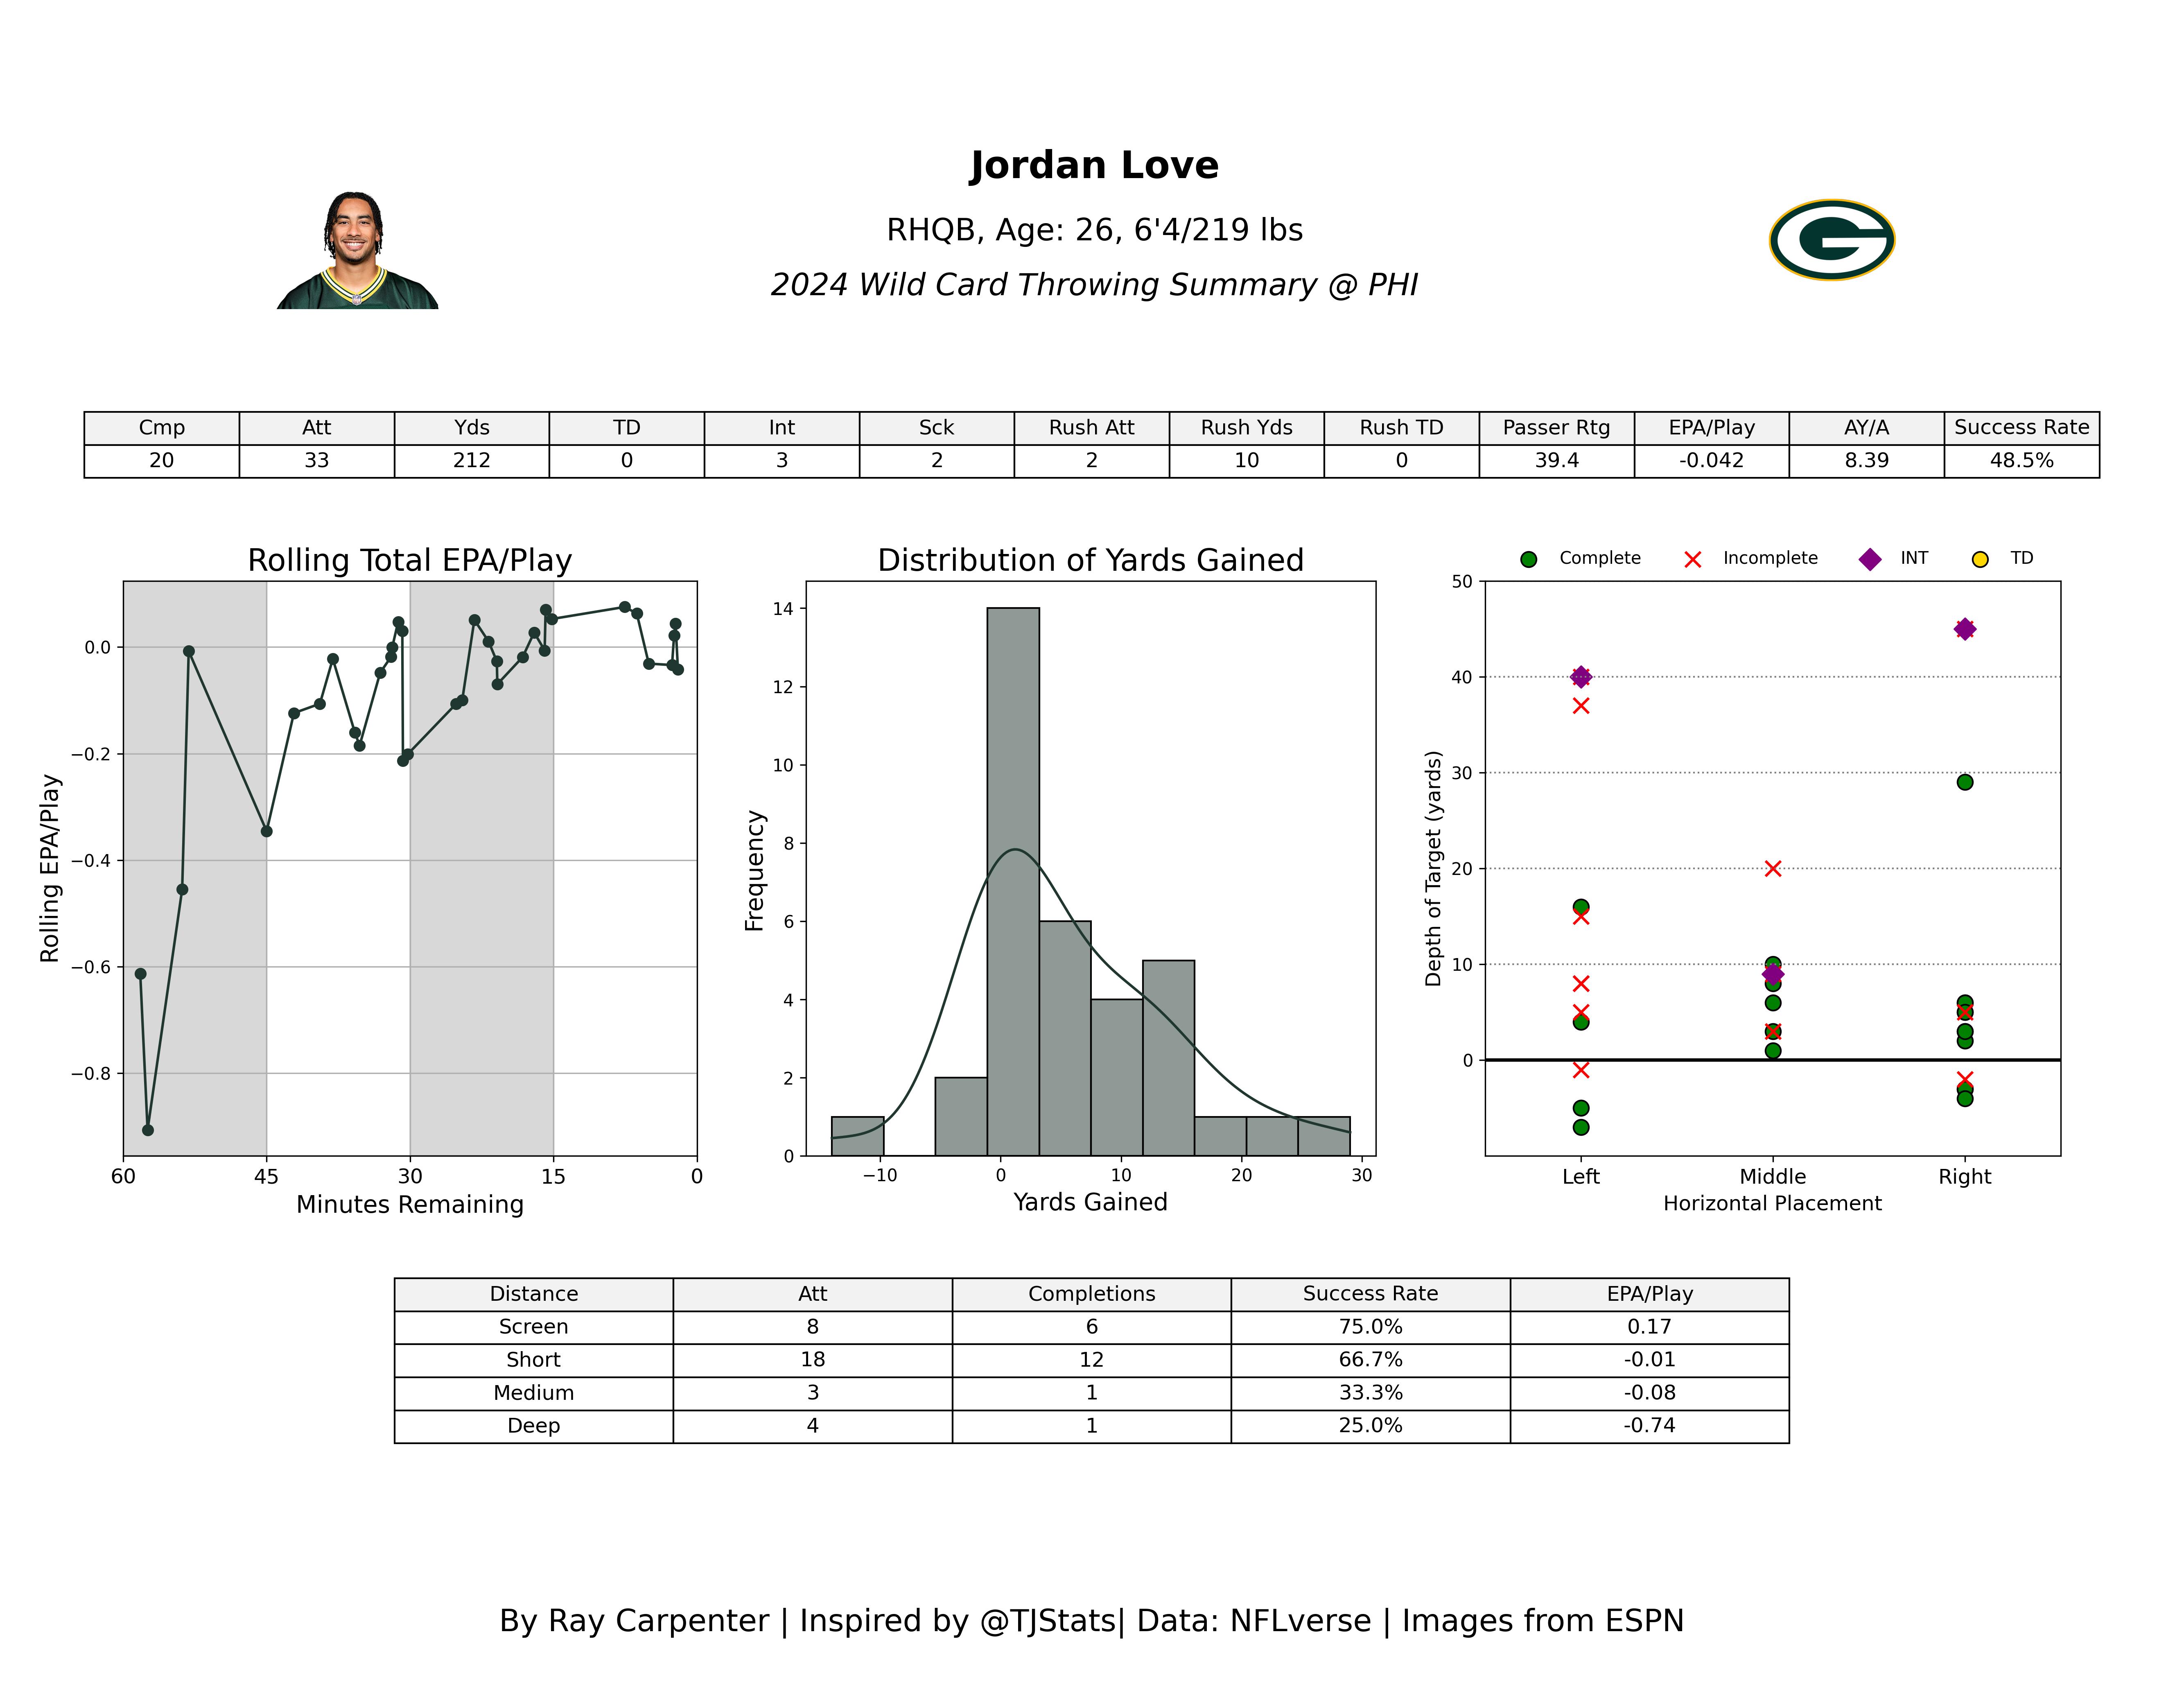 Jordan Love
RHQB, Age: 26, 6'4/219 lbs
2024 Wild Card Throwing Summary @ PHI
G
Cmp Att Yds TD Int Sck Rush Att Rush Yds Rush TD Passer Rtg EPA/Play AY/A Success Rate
20 33 212 0 3 2 2 10 0 39.4 -0.042 8.39 48.5%
Rolling Total EPA/Play
0.0
−0.2
−0.4
−0.6
−0.8
Rolling EPA/Play
60 45 30 15 0
Minutes Remaining
Distribution of Yards Gained
14
12
10
8
6
4
2
0
Frequency
−10 0 10 20 30
Yards Gained
Complete Incomplete INT TD
50
40
30
20
10
0
Depth of Target (yards)
Left Middle Right
Horizontal Placement
Distance Att Completions Success Rate EPA/Play
Screen 8 6 75.0% 0.17
Short 18 12 66.7% -0.01
Medium 3 1 33.3% -0.08
Deep 4 1 25.0% -0.74
By Ray Carpenter | Inspired by @TJStats| Data: NFLverse | Images from ESPN